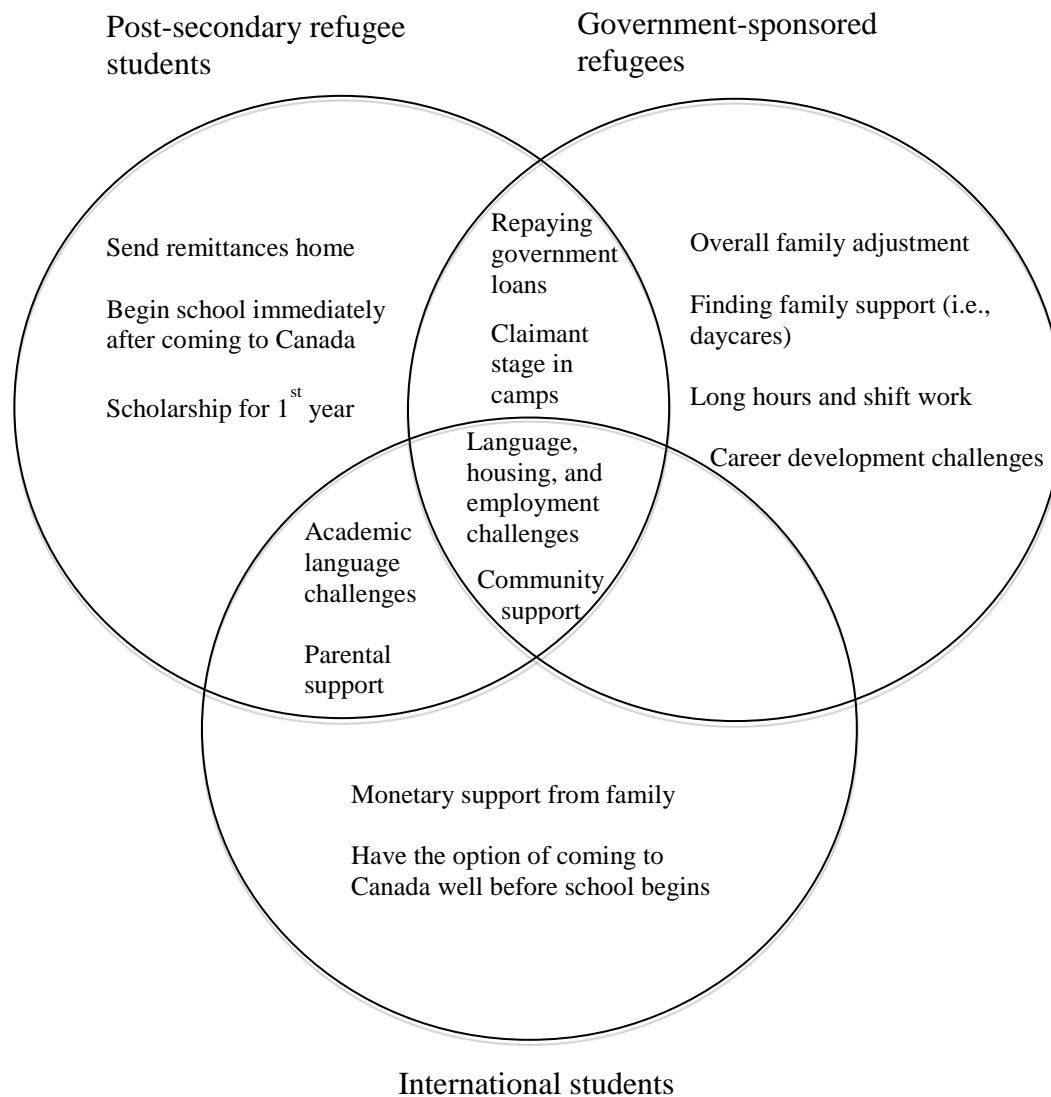 Post-secondary refugee
students
Government-sponsored
refugees
Send remittances home
Begin school immediately
after coming to Canada
Scholarship for 1st year
Repaying
government
loans
Claimant
stage in
camps
Overall family adjustment
Finding family support (i.e.,
daycares)
Long hours and shift work
Career development challenges
Language,
housing, and
employment
challenges
Community
support
Academic
language
challenges
Parental
support
Monetary support from family
Have the option of coming to
Canada well before school begins
International students